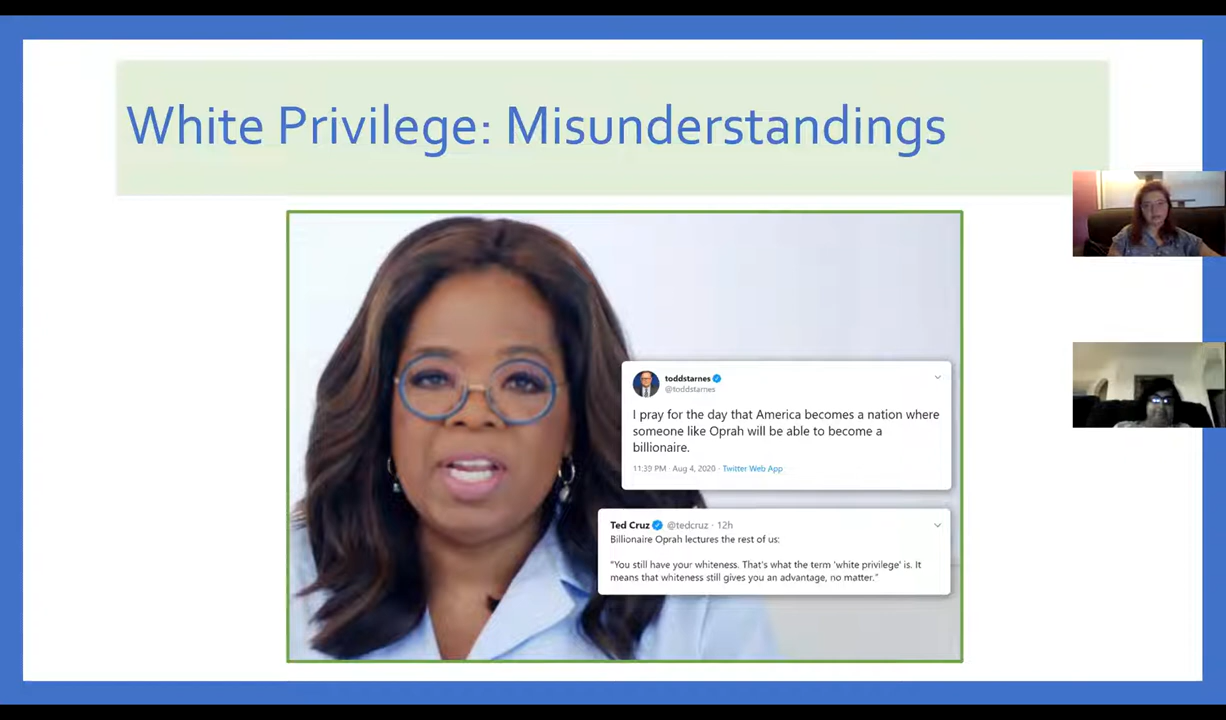 White Privilege: Misunderstandings
toddstarnes
@toddstarnes
I pray for the day that America becomes a nation where
someone like Oprah will be able to become a
billionaire.
11:39 PM · Aug 4, 2020 · Twitter Web App
Ted Cruz @tedcruz · 12h
Billionaire Oprah lectures the rest of us:
"You still have your whiteness. That's what the term 'white privilege' is. It
means that whiteness still gives you an advantage, no matter."